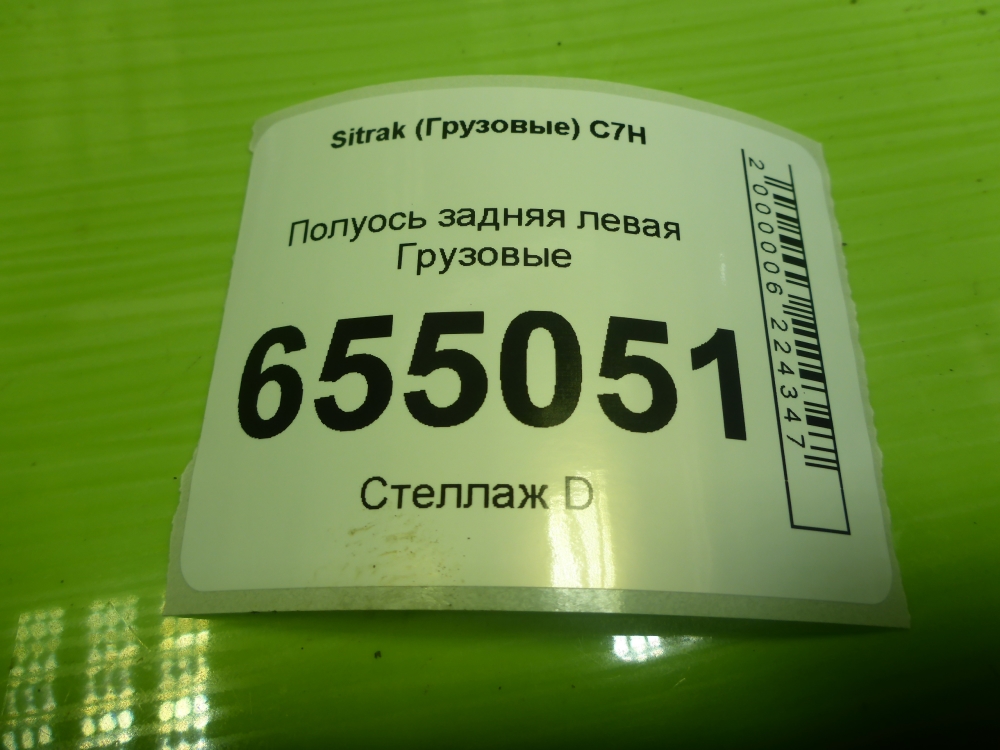 Sitrak (Грузовые) C7H
Полуось задняя левая
Грузовые
655051
Стеллаж D
2000006224347